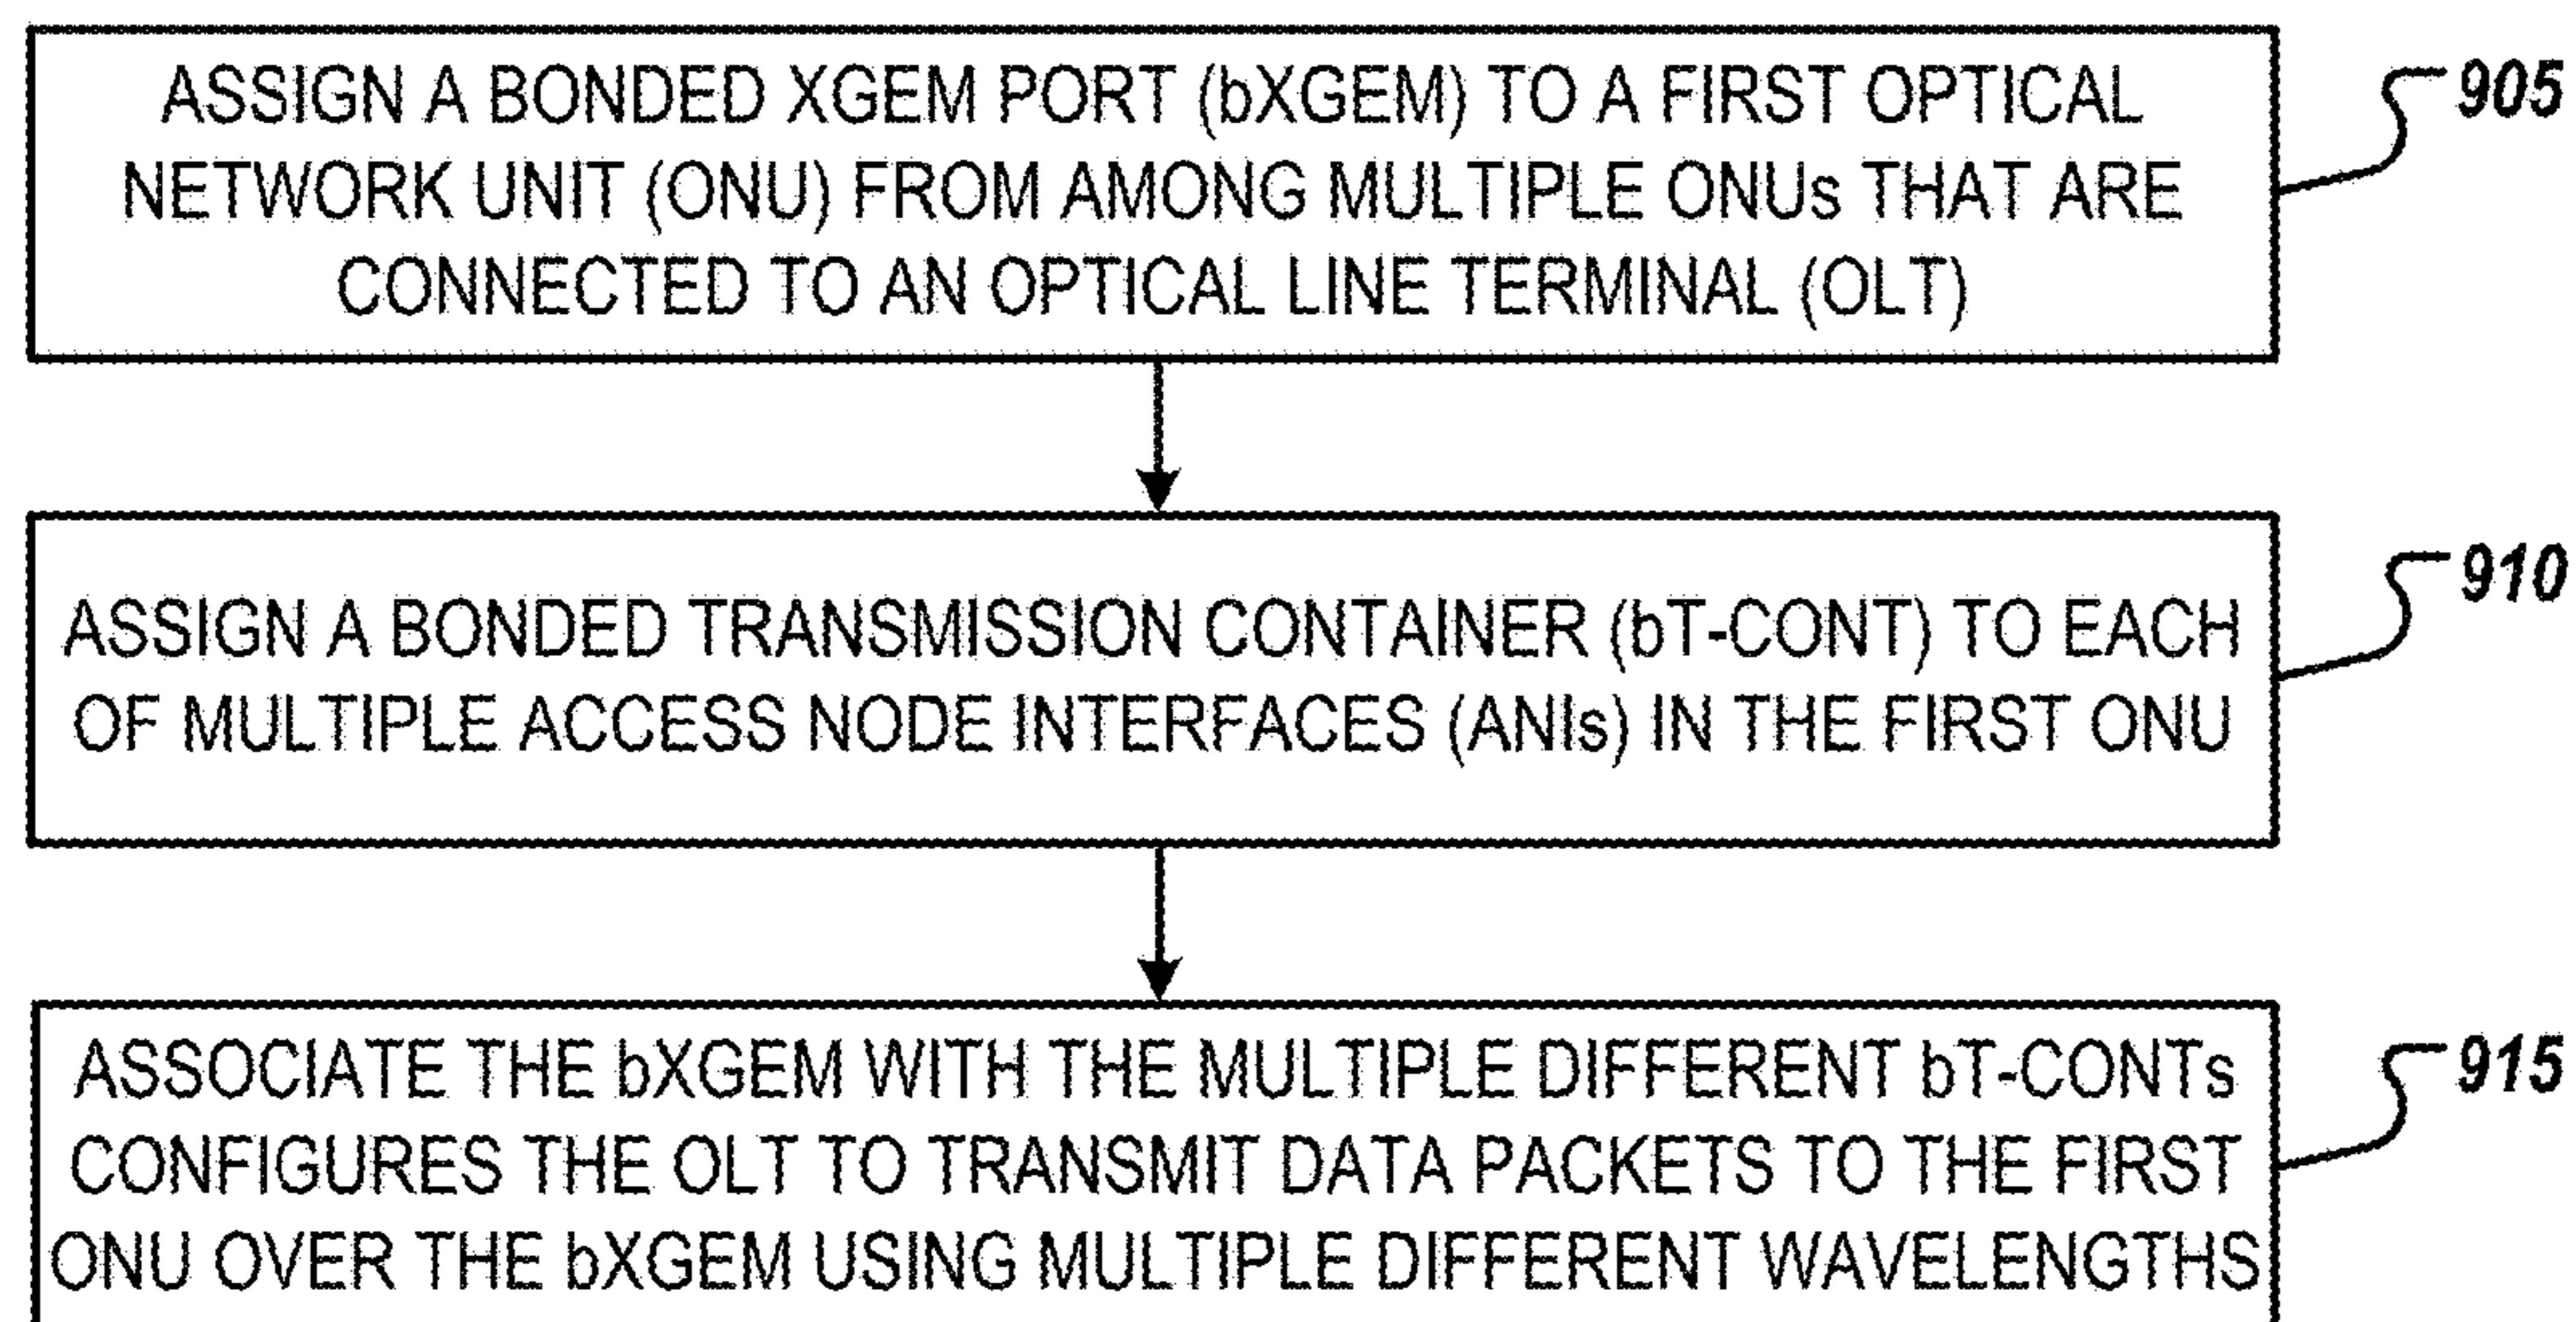 ASSIGN A BONDED XGEM PORT (bXGEM) TO A FIRST OPTICAL
NETWORK UNIT (ONU) FROM AMONG MULTIPLE ONUs THAT ARE
CONNECTED TO AN OPTICAL LINE TERMINAL (OLT)
905
ASSIGN A BONDED TRANSMISSION CONTAINER (bT-CONT) TO EACH
OF MULTIPLE ACCESS NODE INTERFACES (ANIs) IN THE FIRST ONU
910
ASSOCIATE THE bXGEM WITH THE MULTIPLE DIFFERENT bT-CONTs
CONFIGURES THE OLT TO TRANSMIT DATA PACKETS TO THE FIRST
ONU OVER THE bXGEM USING MULTIPLE DIFFERENT WAVELENGTHS
915